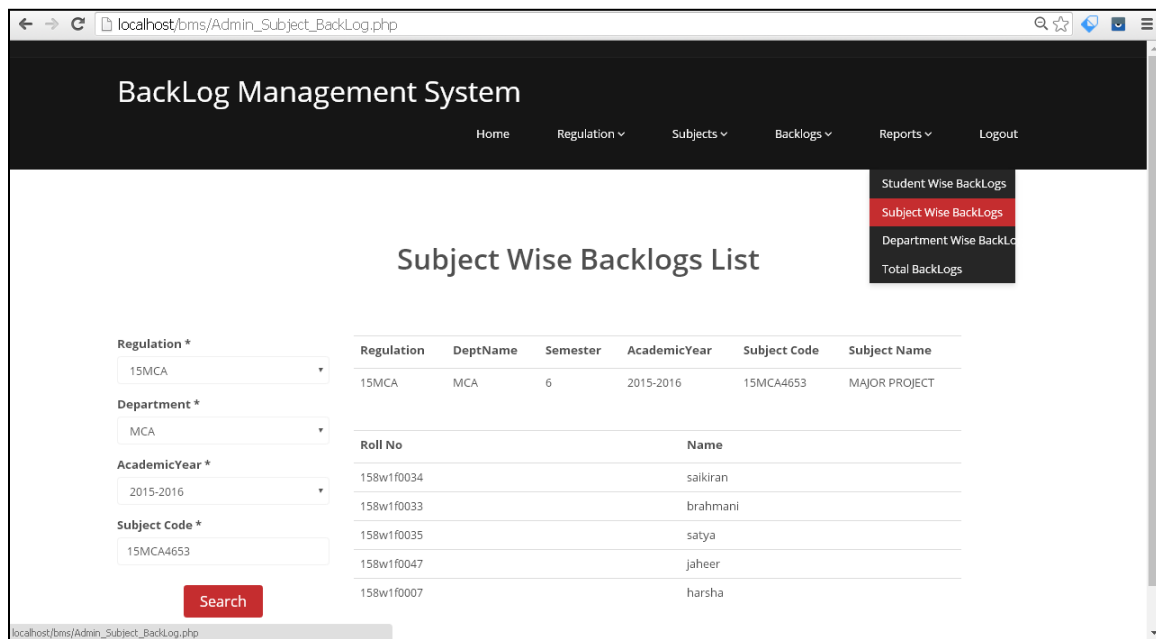 localhost/bms/Admin_Subject_BackLog.php
BackLog Management System
Home Regulation Subjects Backlogs Reports Logout
Student Wise BackLogs
Subject Wise BackLogs
Department Wise BackLo
Total BackLogs
Subject Wise Backlogs List
Regulation *
15MCA
Department *
MCA
AcademicYear *
2015-2016
Subject Code *
15MCA4653
Search
Regulation DeptName Semester AcademicYear Subject Code Subject Name
15MCA MCA 6 2015-2016 15MCA4653 MAJOR PROJECT
Roll No Name
158w1f0034 saikiran
158w1f0033 brahmani
158w1f0035 satya
158w1f0047 jaheer
158w1f0007 harsha
localhost/bms/Admin_Subject_BackLog.php